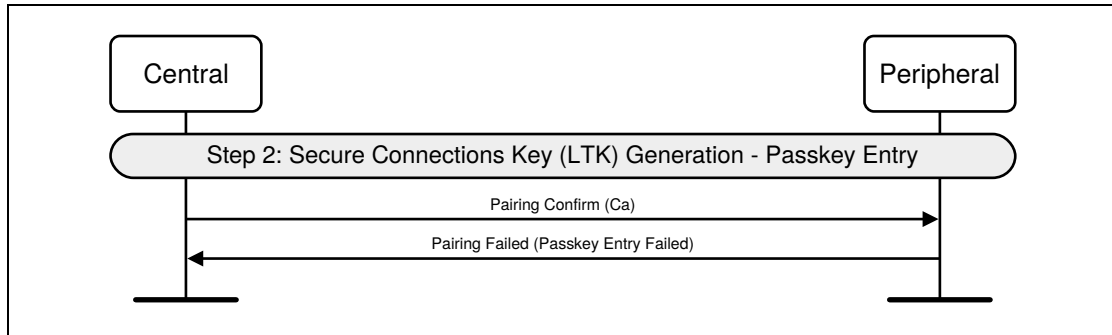 Central
Peripheral
Step 2: Secure Connections Key (LTK) Generation - Passkey Entry
Pairing Confirm (Ca)
Pairing Failed (Passkey Entry Failed)